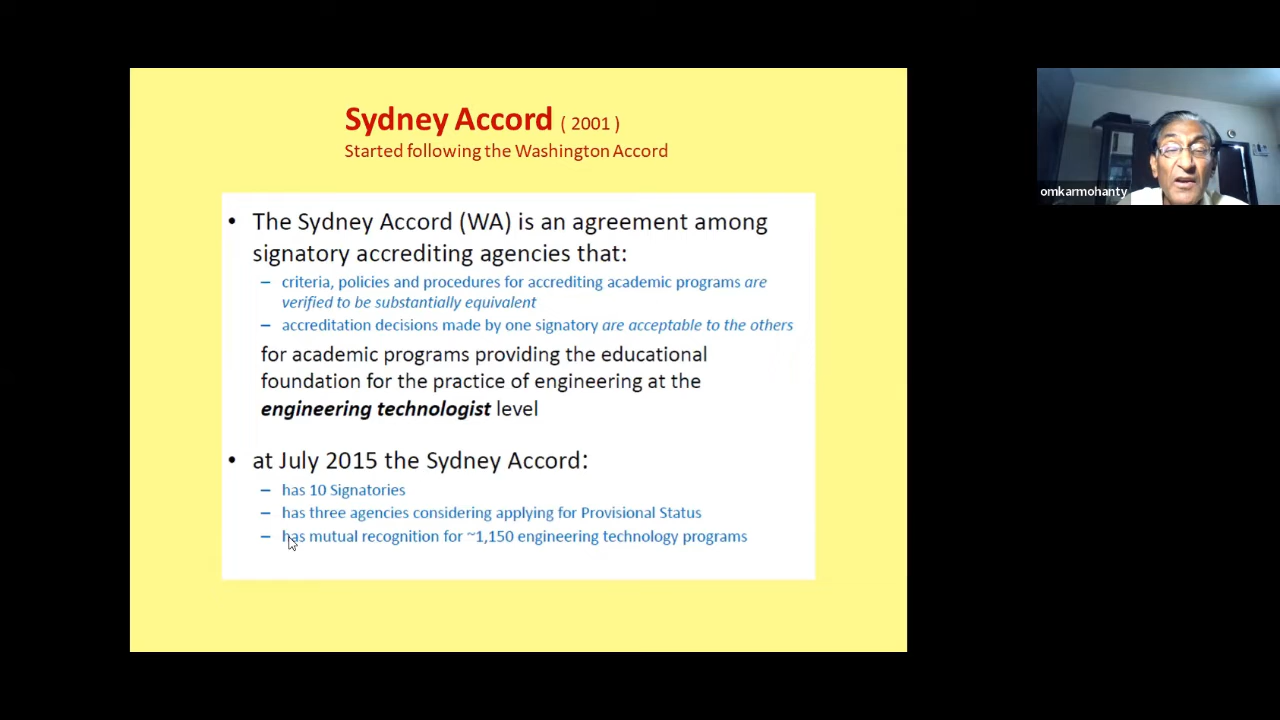 Sydney Accord ( 2001 )
Started following the Washington Accord
• The Sydney Accord (WA) is an agreement among
signatory accrediting agencies that:
– criteria, policies and procedures for accrediting academic programs are
verified to be substantially equivalent
– accreditation decisions made by one signatory are acceptable to the others
for academic programs providing the educational
foundation for the practice of engineering at the
engineering technologist level
• at July 2015 the Sydney Accord:
– has 10 Signatories
– has three agencies considering applying for Provisional Status
– has mutual recognition for ~1,150 engineering technology programs
omkarmohanty